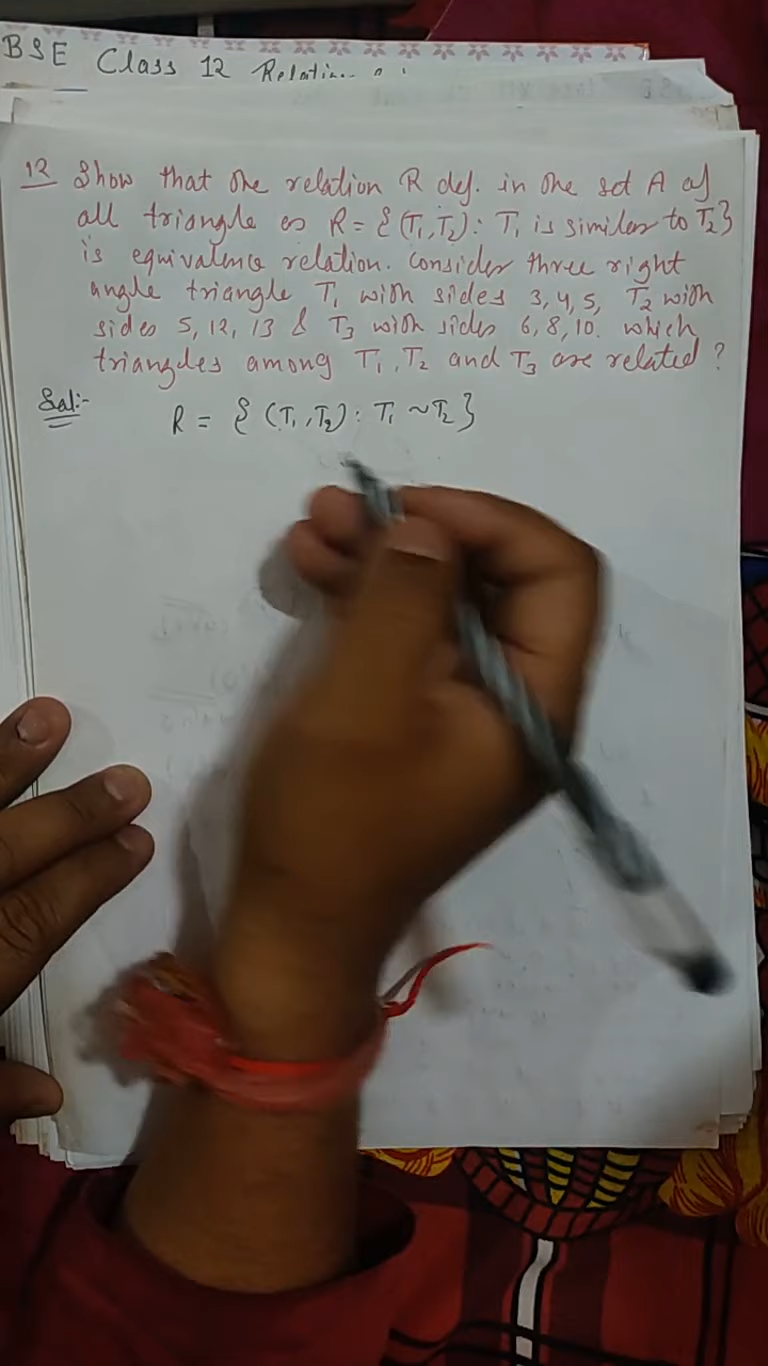 BSE Class 12
12 Show that the relation R def. in the set A of
all triangle as R = {(T₁,T₂): T₁ is similar to T₂}
is equivalence relation. Consider three right
angle triangle T₁ with sides 3,4,5, T₂ with
sides 5, 12, 13 & T₃ with sides 6,8,10. which
triangles among T₁, T₂ and T₃ are related?
Sol:-
R = {(T₁,T₂): T₁ ~ T₂}